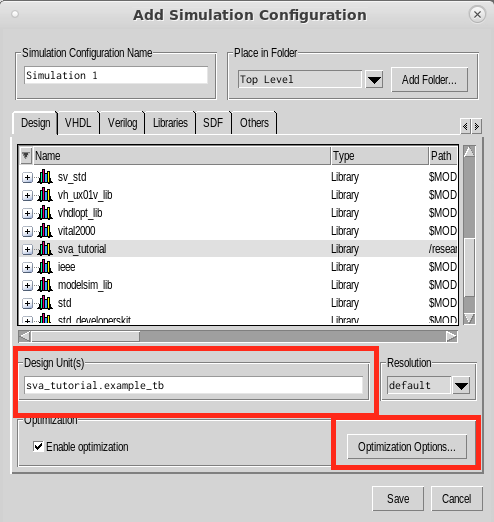 Add Simulation Configuration
Simulation Configuration Name
Place in Folder
Simulation 1
Top Level
Add Folder...
Design VHDL Verilog Libraries SDF Others
Name Type Path
sv_std Library $MOD
vh_ux01v_lib Library $MOD
vhdlopt_lib Library $MOD
vital2000 Library $MOD
sva_tutorial Library /resear
ieee Library $MOD
modelsim_lib Library $MOD
std Library $MOD
std_developerskit Library $MOD
Design Unit(s)
Resolution
sva_tutorial.example_tb
default
Optimization
Enable optimization
Optimization Options...
Save
Cancel